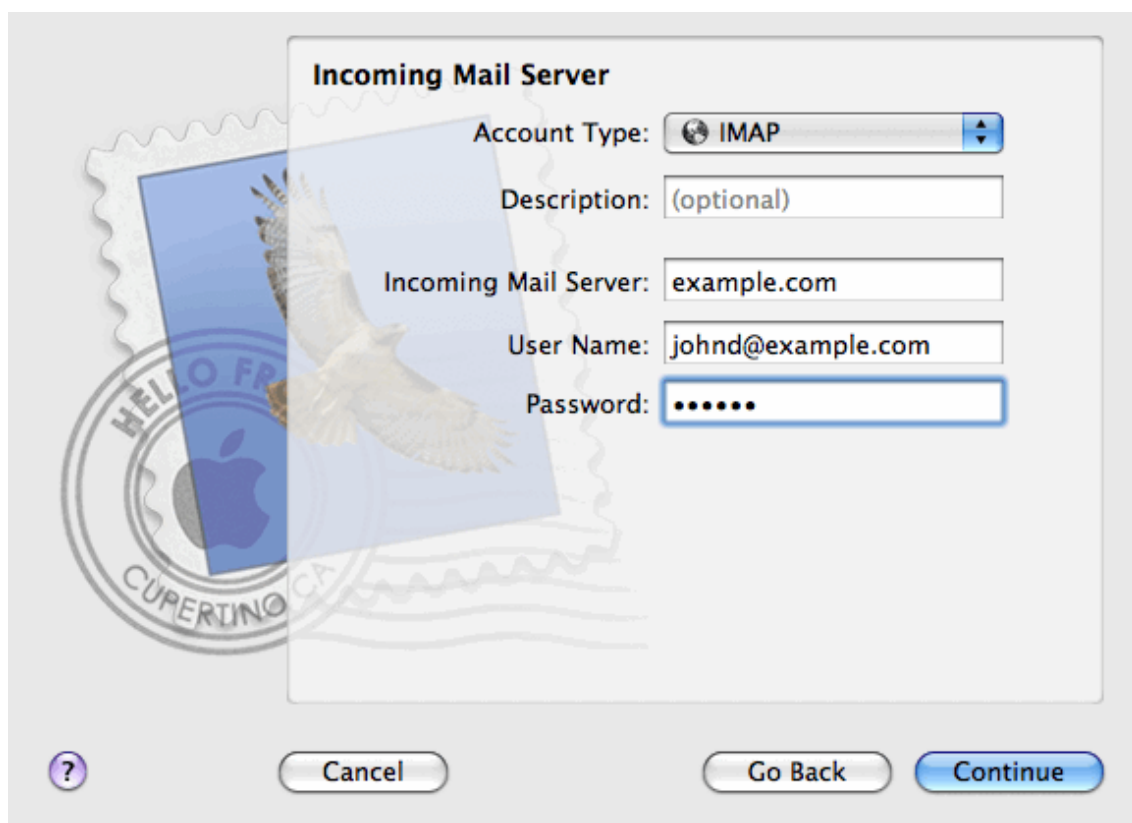 Incoming Mail Server
Account Type: IMAP
Description: (optional)
Incoming Mail Server: example.com
User Name: johnd@example.com
Password: ••••••
HELLO FR
CUPERTINO CA
? Cancel Go Back Continue